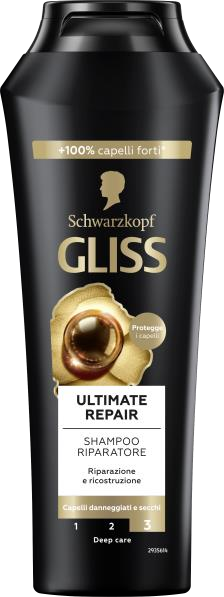 +100% capelli forti*
Schwarzkopf
GLISS
Protegge
i capelli
ULTIMATE
REPAIR
SHAMPOO
RIPARATORE
Riparazione
e ricostruzione
Capelli danneggiati e secchi
1 2 3
Deep care
2935614